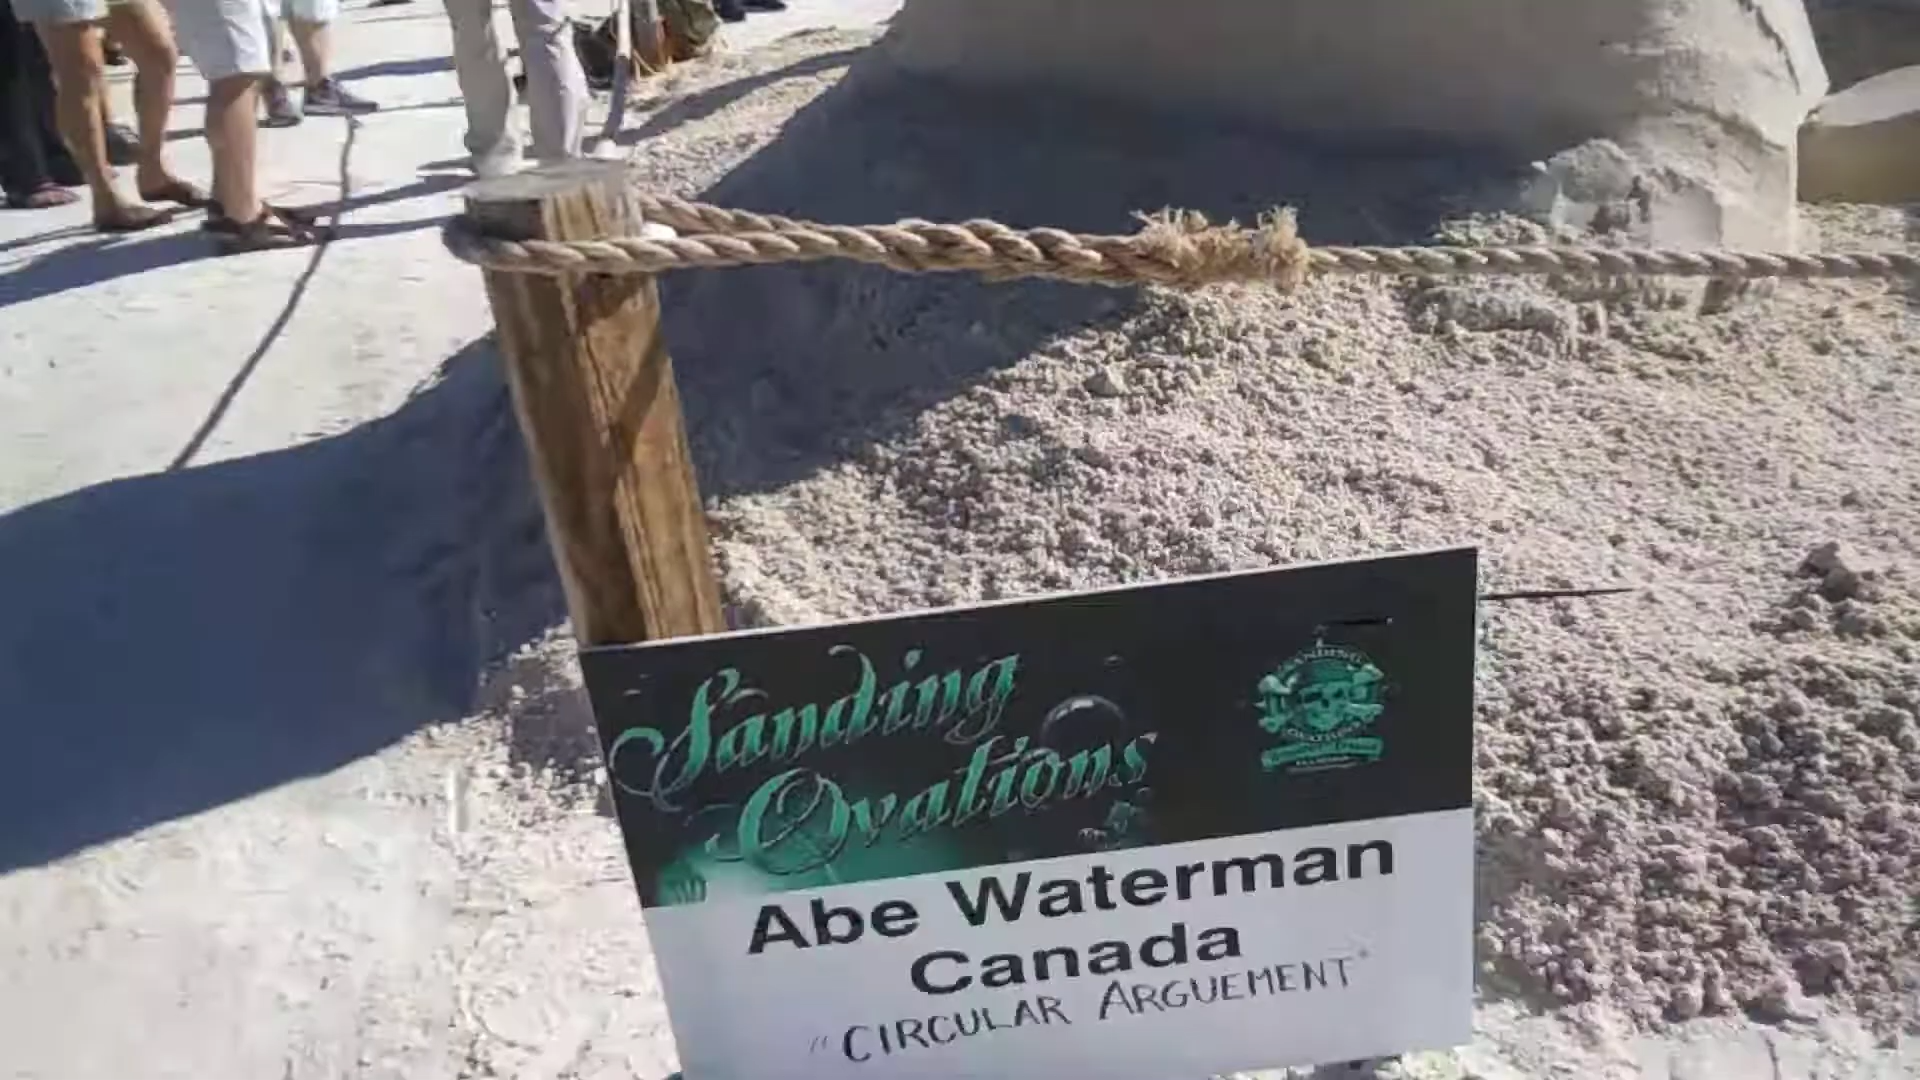 Sanding
Ovations
Abe Waterman
Canada
"CIRCULAR ARGUEMENT"